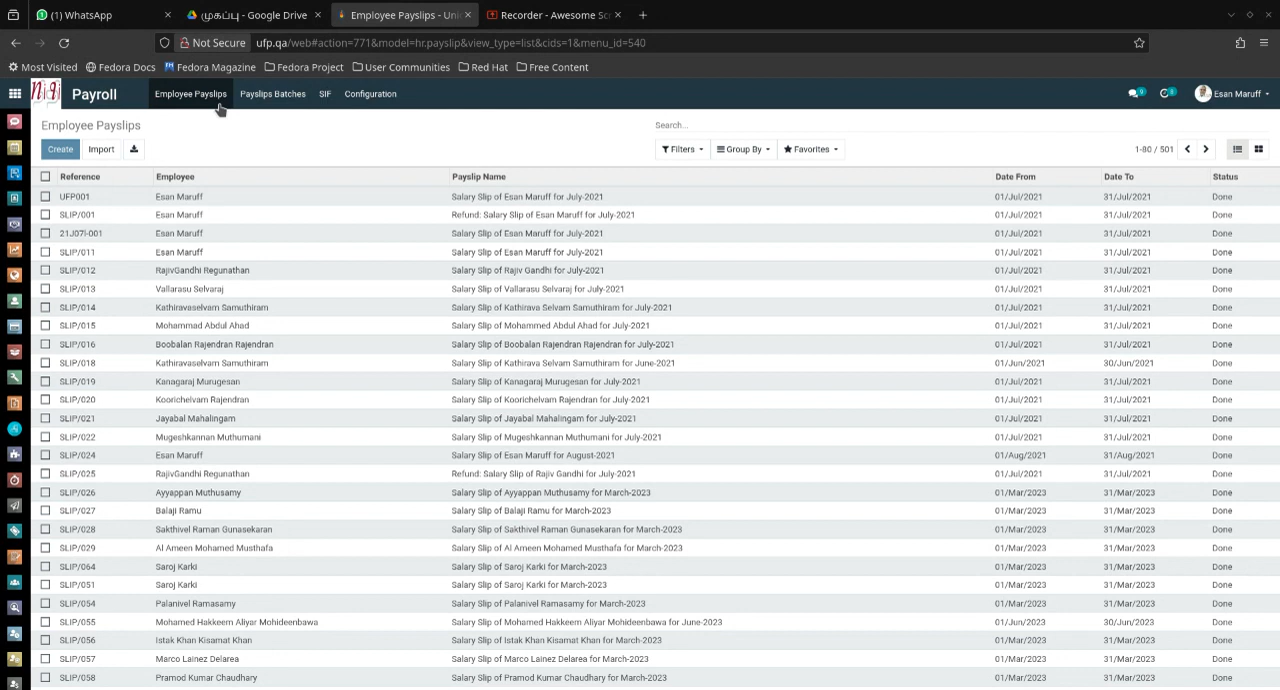 (1) WhatsApp
முகப்பு - Google Drive
Employee Payslips - Uni
Recorder - Awesome Scr
Not Secure ufp.qa/web#action=771&model=hr.payslip&view_type=list&cids=1&menu_id=540
Most Visited Fedora Docs Fedora Magazine Fedora Project User Communities Red Hat Free Content
Payroll Employee Payslips Payslips Batches SIF Configuration Esan Maruff
Employee Payslips Search...
Create Import Filters Group By Favorites 1-80 / 501
Reference Employee Payslip Name Date From Date To Status
UFP001 Esan Maruff Salary Slip of Esan Maruff for July-2021 01/Jul/2021 31/Jul/2021 Done
SLIP/001 Esan Maruff Refund: Salary Slip of Esan Maruff for July-2021 01/Jul/2021 31/Jul/2021 Done
21J07I-001 Esan Maruff Salary Slip of Esan Maruff for July-2021 01/Jul/2021 31/Jul/2021 Done
SLIP/011 Esan Maruff Salary Slip of Esan Maruff for July-2021 01/Jul/2021 31/Jul/2021 Done
SLIP/012 RajivGandhi Regunathan Salary Slip of Rajiv Gandhi for July-2021 01/Jul/2021 31/Jul/2021 Done
SLIP/013 Vallarasu Selvaraj Salary Slip of Vallarasu Selvaraj for July-2021 01/Jul/2021 31/Jul/2021 Done
SLIP/014 Kathiravaselvam Samuthiram Salary Slip of Kathirava Selvam Samuthiram for July-2021 01/Jul/2021 31/Jul/2021 Done
SLIP/015 Mohammad Abdul Ahad Salary Slip of Mohammed Abdul Ahad for July-2021 01/Jul/2021 31/Jul/2021 Done
SLIP/016 Boobalan Rajendran Rajendran Salary Slip of Boobalan Rajendran Rajendran for July-2021 01/Jul/2021 31/Jul/2021 Done
SLIP/018 Kathiravaselvam Samuthiram Salary Slip of Kathirava Selvam Samuthiram for June-2021 01/Jun/2021 30/Jun/2021 Done
SLIP/019 Kanagaraj Murugesan Salary Slip of Kanagaraj Murugesan for July-2021 01/Jul/2021 31/Jul/2021 Done
SLIP/020 Koorichelvam Rajendran Salary Slip of Koorichelvam Rajendran for July-2021 01/Jul/2021 31/Jul/2021 Done
SLIP/021 Jayabal Mahalingam Salary Slip of Jayabal Mahalingam for July-2021 01/Jul/2021 31/Jul/2021 Done
SLIP/022 Mugeshkannan Muthumani Salary Slip of Mugeshkannan Muthumani for July-2021 01/Jul/2021 31/Jul/2021 Done
SLIP/024 Esan Maruff Salary Slip of Esan Maruff for August-2021 01/Aug/2021 31/Aug/2021 Done
SLIP/025 RajivGandhi Regunathan Refund: Salary Slip of Rajiv Gandhi for July-2021 01/Jul/2021 31/Jul/2021 Done
SLIP/026 Ayyappan Muthusamy Salary Slip of Ayyappan Muthusamy for March-2023 01/Mar/2023 31/Mar/2023 Done
SLIP/027 Balaji Ramu Salary Slip of Balaji Ramu for March-2023 01/Mar/2023 31/Mar/2023 Done
SLIP/028 Sakthivel Raman Gunasekaran Salary Slip of Sakthivel Raman Gunasekaran for March-2023 01/Mar/2023 31/Mar/2023 Done
SLIP/029 Al Ameen Mohamed Musthafa Salary Slip of Al Ameen Mohamed Musthafa for March-2023 01/Mar/2023 31/Mar/2023 Done
SLIP/064 Saroj Karki Salary Slip of Saroj Karki for March-2023 01/Mar/2023 31/Mar/2023 Done
SLIP/051 Saroj Karki Salary Slip of Saroj Karki for March-2023 01/Mar/2023 31/Mar/2023 Done
SLIP/054 Palanivel Ramasamy Salary Slip of Palanivel Ramasamy for March-2023 01/Mar/2023 31/Mar/2023 Done
SLIP/055 Mohamed Hakkeem Aliyar Mohideenbawa Salary Slip of Mohamed Hakkeem Aliyar Mohideenbawa for June-2023 01/Jun/2023 30/Jun/2023 Done
SLIP/056 Istak Khan Kisamat Khan Salary Slip of Istak Khan Kisamat Khan for March-2023 01/Mar/2023 31/Mar/2023 Done
SLIP/057 Marco Lainez Delarea Salary Slip of Marco Lainez Delarea for March-2023 01/Mar/2023 31/Mar/2023 Done
SLIP/058 Pramod Kumar Chaudhary Salary Slip of Pramod Kumar Chaudhary for March-2023 01/Mar/2023 31/Mar/2023 Done